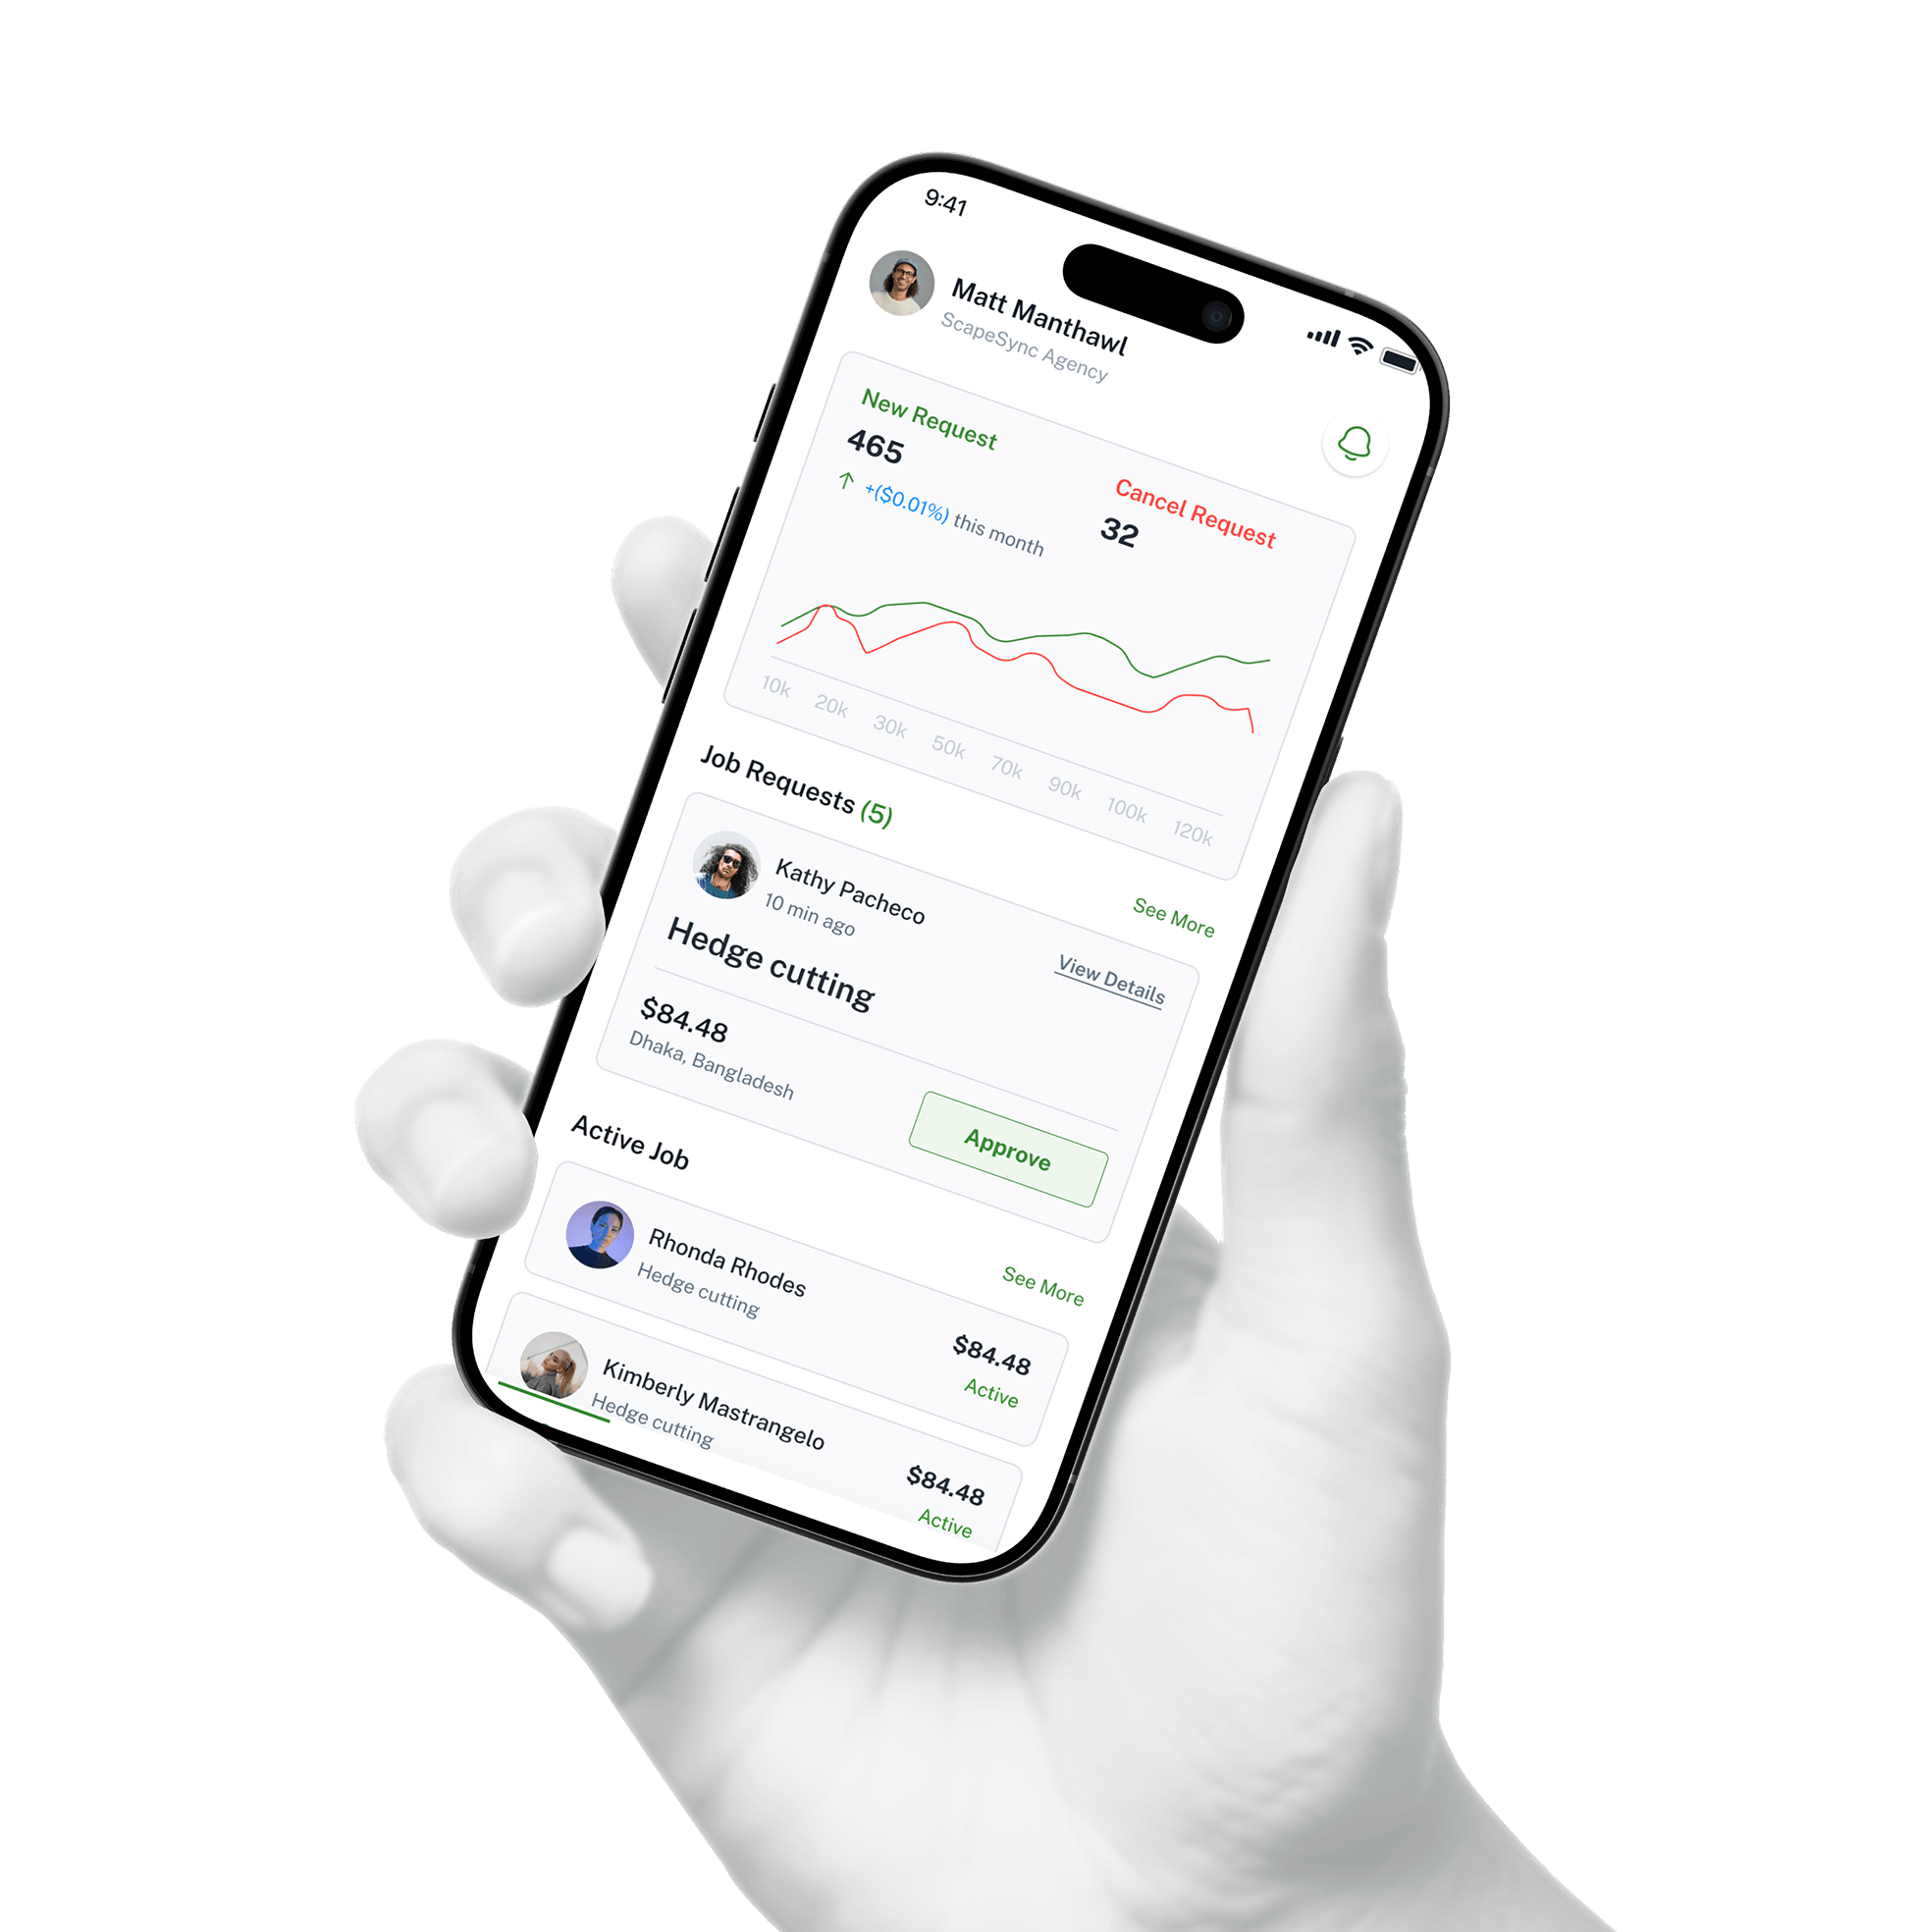 9:41
Matt Manthawl
ScapeSync Agency
New Request
465
+($0.01%) this month
Cancel Request
32
10k 20k 30k 50k 70k 90k 100k 120k
Job Requests (5)
See More
Kathy Pacheco
10 min ago
View Details
Hedge cutting
$84.48
Dhaka, Bangladesh
Approve
Active Job
See More
Rhonda Rhodes
Hedge cutting
$84.48
Active
Kimberly Mastrangelo
Hedge cutting
$84.48
Active